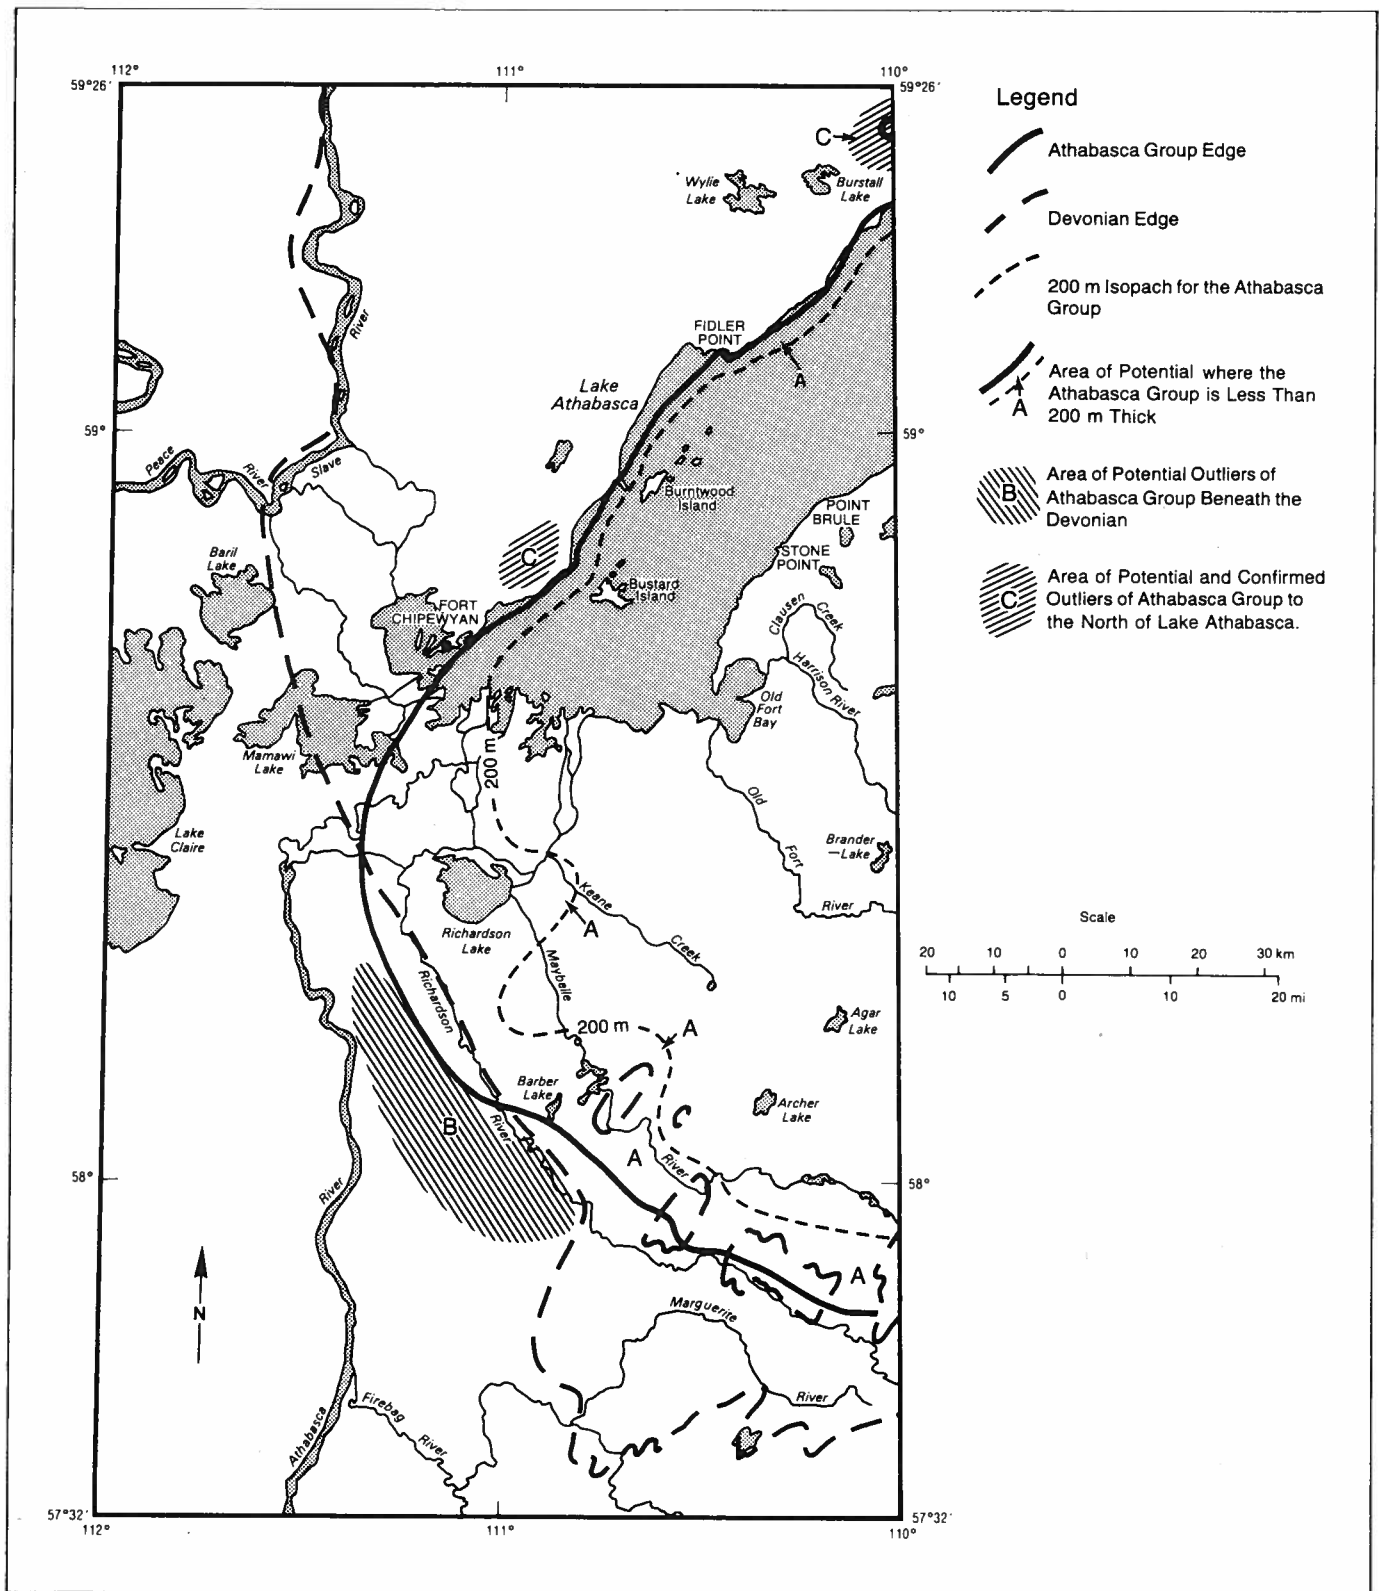 112°
111°
110°
59°26'
59°26'
Legend
C
Athabasca Group Edge
Wylie
Lake
Burstall
Lake
Devonian Edge
200 m Isopach for the Athabasca
Group
River
FIDLER
POINT
A
Area of Potential where the
Athabasca Group is Less Than
200 m Thick
A
Lake
Athabasca
59°
59°
Peace
River
Slave
Burntwood
Island
B
Area of Potential Outliers of
Athabasca Group Beneath the
Devonian
POINT
BRULE
C
STONE
POINT
Baril
Lake
Bustard
Island
C
Area of Potential and Confirmed
Outliers of Athabasca Group to
the North of Lake Athabasca.
FORT
CHIPEWYAN
Clausen
Creek
Harrison River
Old
Fort
Bay
Mamawi
Lake
200 m
Old
Fort
River
Lake
Claire
Brander
Lake
Keane
Creek
A
Richardson
Lake
Maybelle
Richardson
River
Scale
20 10 0 10 20 30 km
10 5 0 10 20 mi
200 m
A
Agar
Lake
Barber
Lake
Archer
Lake
B
A
River
58°
58°
River
A
N
Marguerite
River
Firebag
River
Athabasca
57°32'
57°32'
112°
111°
110°